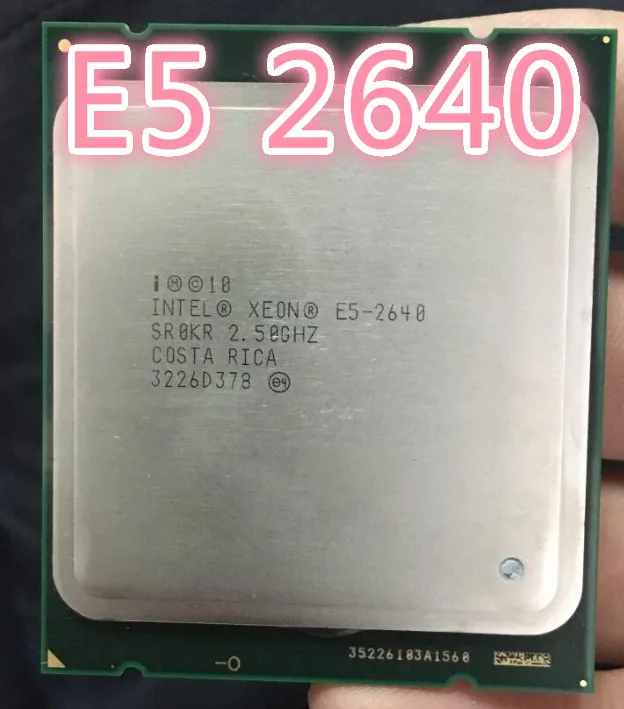 E5 2640
i Ⓜ©10
INTEL® XEON® E5-2640
SR0KR 2.50GHZ
COSTA RICA
3226D378 e4
35226103A1560
-O